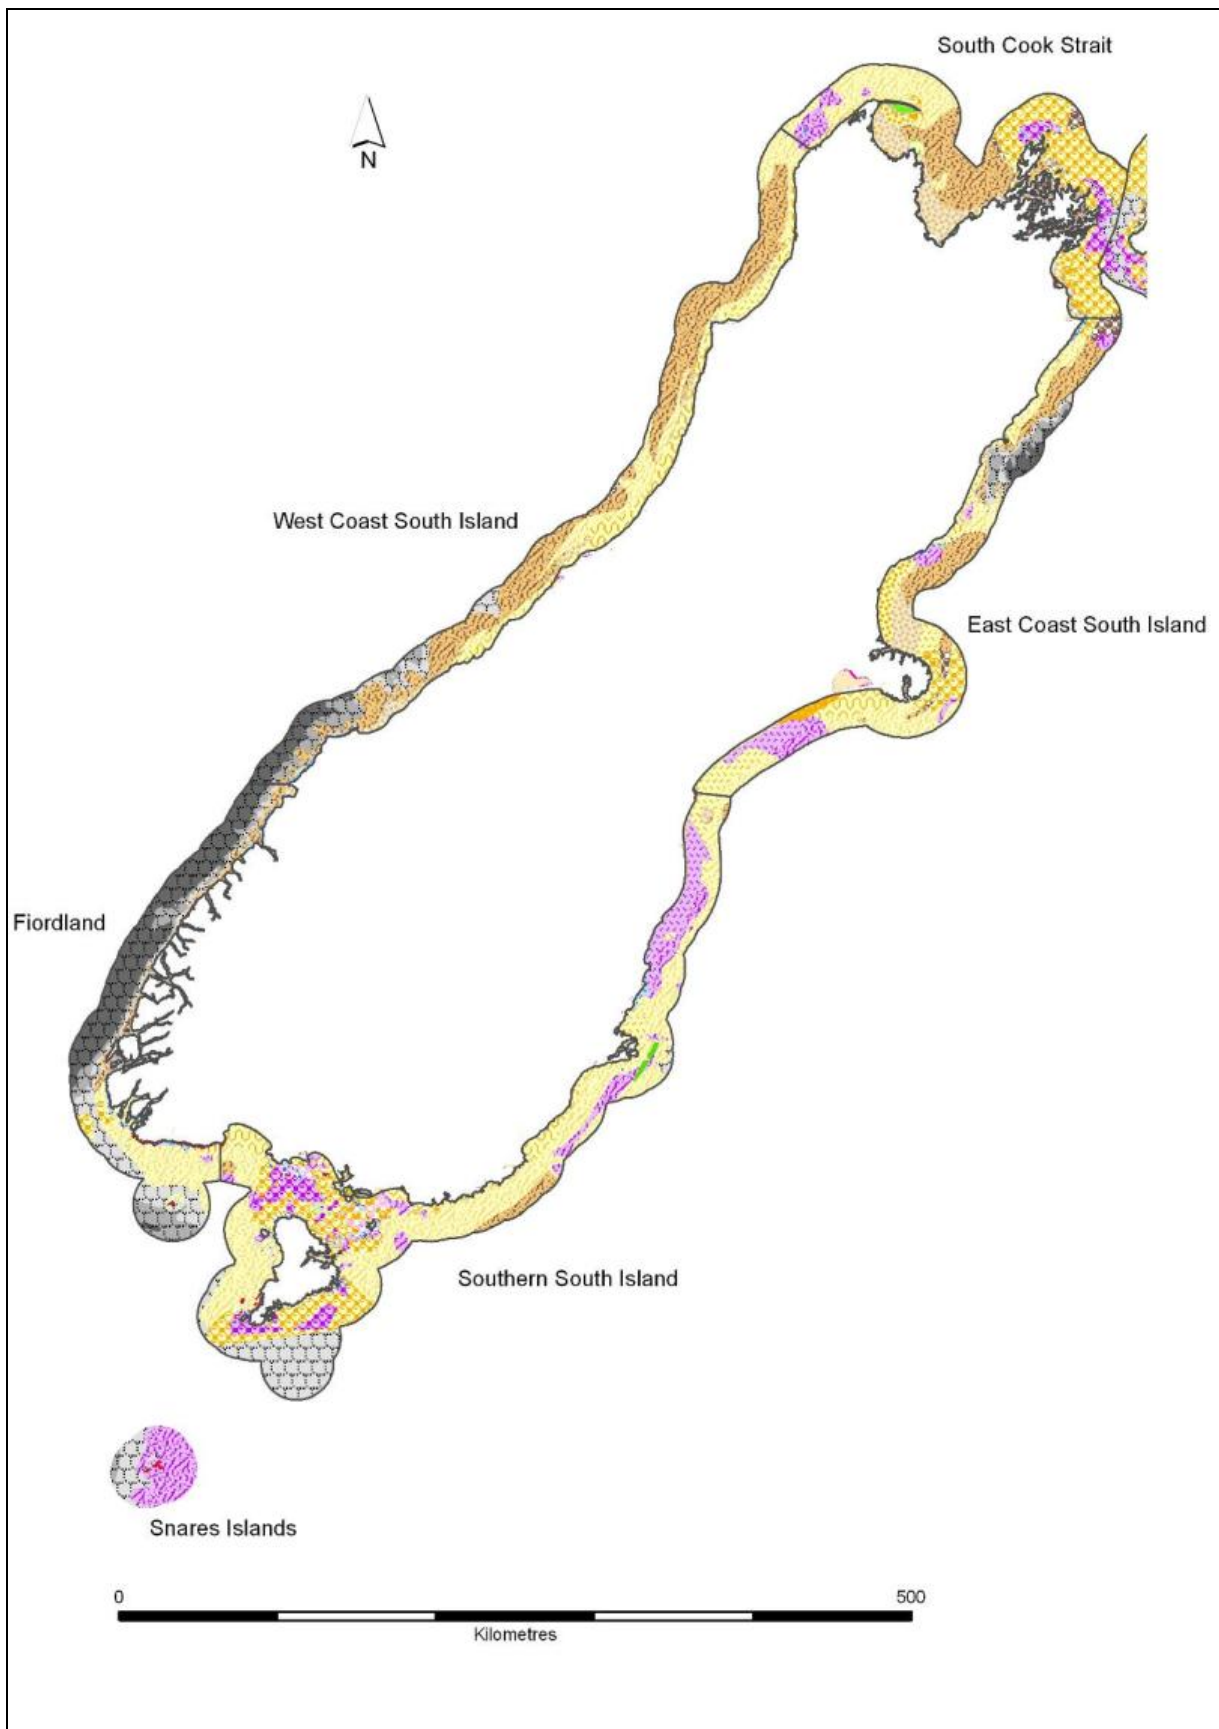 South Cook Strait
N
West Coast South Island
East Coast South Island
Fiordland
Southern South Island
Snares Islands
0 500
Kilometres